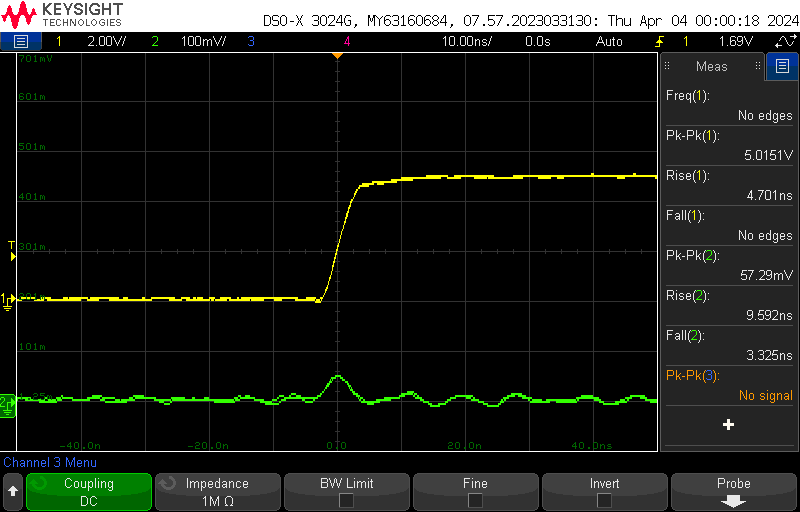 KEYSIGHT
TECHNOLOGIES
DSO-X 3024G, MY63160684, 07.57.2023033130: Thu Apr 04 00:00:18 2024
1 2.00V/ 2 100mV/ 3 4 10.00ns/ 0.0s Auto 1 1.69V
701mV
601m
501m
401m
301m
201m
101m
T
1
2
-40.0n -20.0n 0.0 20.0n 40.0ns
Meas
Freq(1):
No edges
Pk-Pk(1):
5.0151V
Rise(1):
4.701ns
Fall(1):
No edges
Pk-Pk(2):
57.29mV
Rise(2):
9.592ns
Fall(2):
3.325ns
Pk-Pk(3):
No signal
Channel 3 Menu
Coupling
DC
Impedance
1M Ω
BW Limit
Fine
Invert
Probe